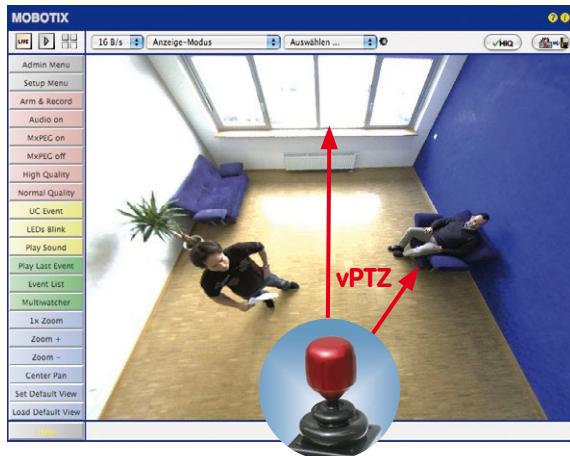 MOBOTIX
? i
LIVE
16 B/s
Anzeige-Modus
Auswählen ...
HiQ
Admin Menu
Setup Menu
Arm & Record
Audio on
MxPEG on
MxPEG off
High Quality
Normal Quality
UC Event
LEDs Blink
Play Sound
Play Last Event
Event List
Multiwatcher
1x Zoom
Zoom +
Zoom -
Center Pan
Set Default View
Load Default View
vPTZ